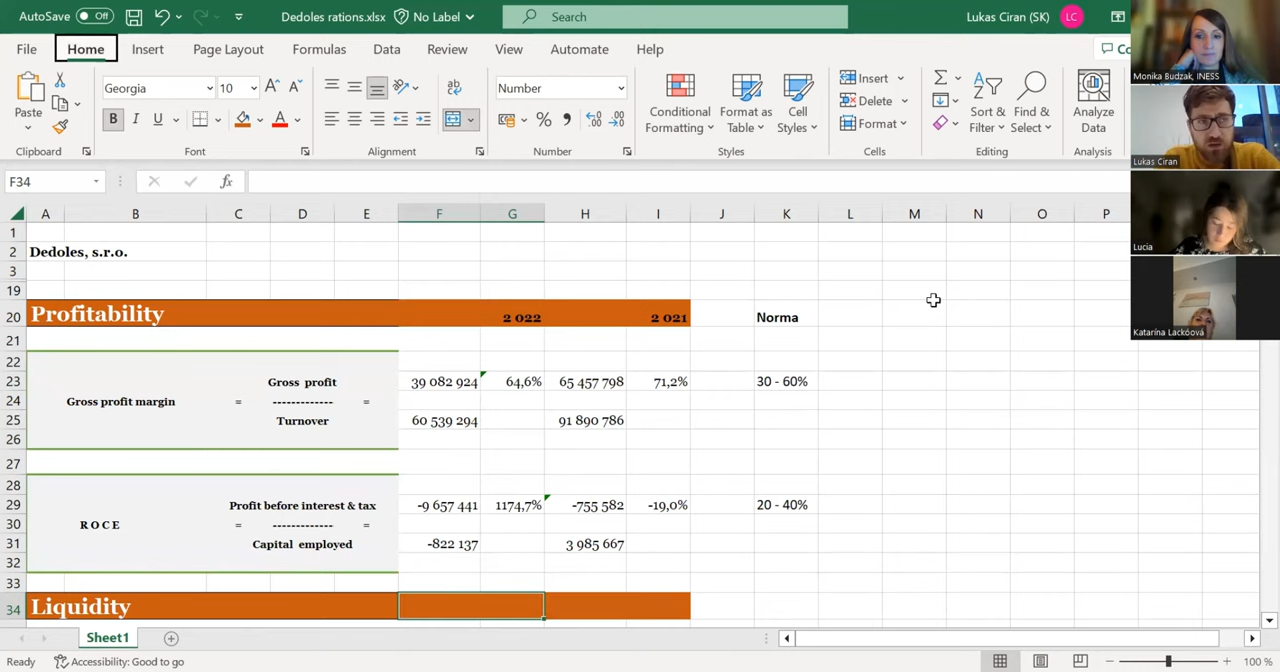 AutoSave Off Dedoles rations.xlsx No Label Search Lukas Ciran (SK) LC
File Home Insert Page Layout Formulas Data Review View Automate Help Co
Paste Georgia 10 Number Conditional Formatting Format as Table Cell Styles Insert Delete Format Sort & Filter Find & Select Analyze Data
B I U A
Clipboard Font Alignment Number Styles Cells Editing Analysis
F34 fx
A B C D E F G H I J K L M N O P
1
2 Dedoles, s.r.o.
3
19
20 Profitability 2 022 2 021 Norma
21
22
23 Gross profit 39 082 924 64,6% 65 457 798 71,2% 30 - 60%
24 Gross profit margin = ------------- =
25 Turnover 60 539 294 91 890 786
26
27
28
29 Profit before interest & tax -9 657 441 1174,7% -755 582 -19,0% 20 - 40%
30 R O C E = ------------- =
31 Capital employed -822 137 3 985 667
32
33
34 Liquidity
Sheet1
Ready Accessibility: Good to go 100 %
Monika Budzak, INESS
Lukas Ciran
Lucia
Katarína Lackóová